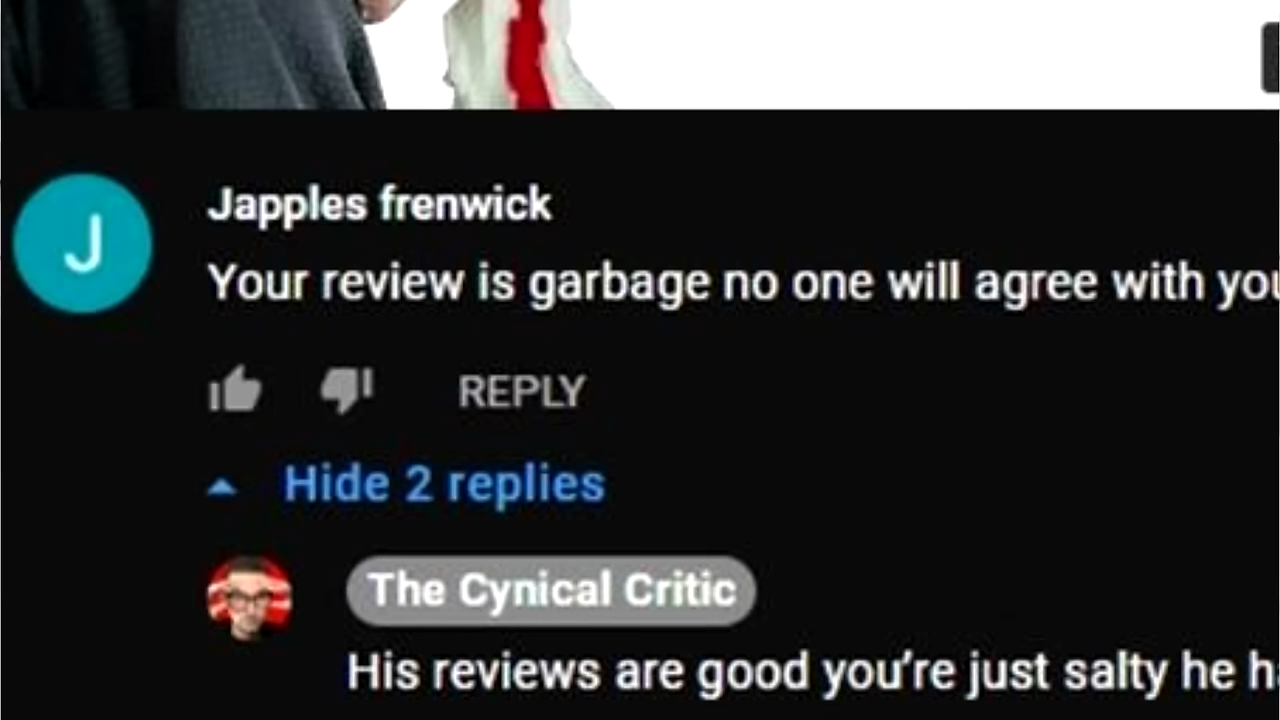 J
Japples frenwick
Your review is garbage no one will agree with you
REPLY
Hide 2 replies
The Cynical Critic
His reviews are good you’re just salty he